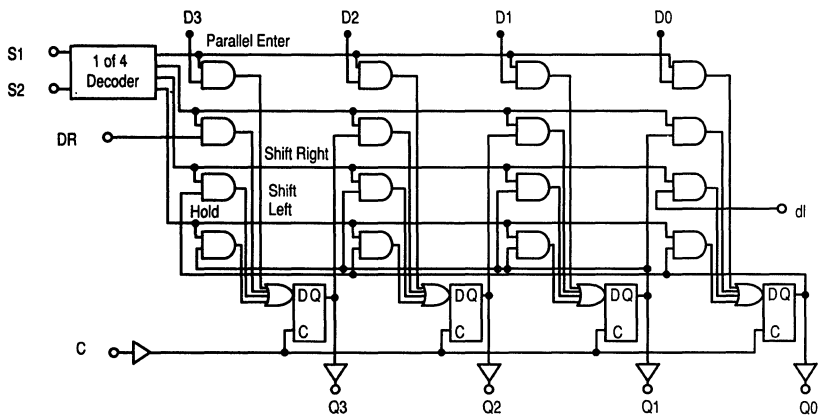 D3 D2 D1 D0
Parallel Enter
S1
1 of 4
Decoder
S2
DR
Shift Right
Shift
Left
Hold
dl
D Q D Q D Q D Q
C C C C
C
Q3 Q2 Q1 Q0